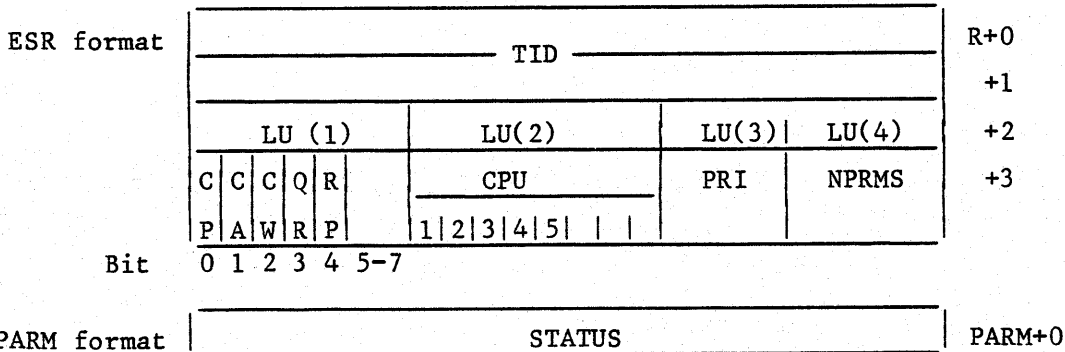 ESR format R+0
TID
+1
LU (1) LU(2) LU(3) LU(4) +2
C C C Q R CPU PRI NPRMS +3
P A W R P 1 2 3 4 5
Bit 0 1 2 3 4 5-7
PARM format STATUS PARM+0